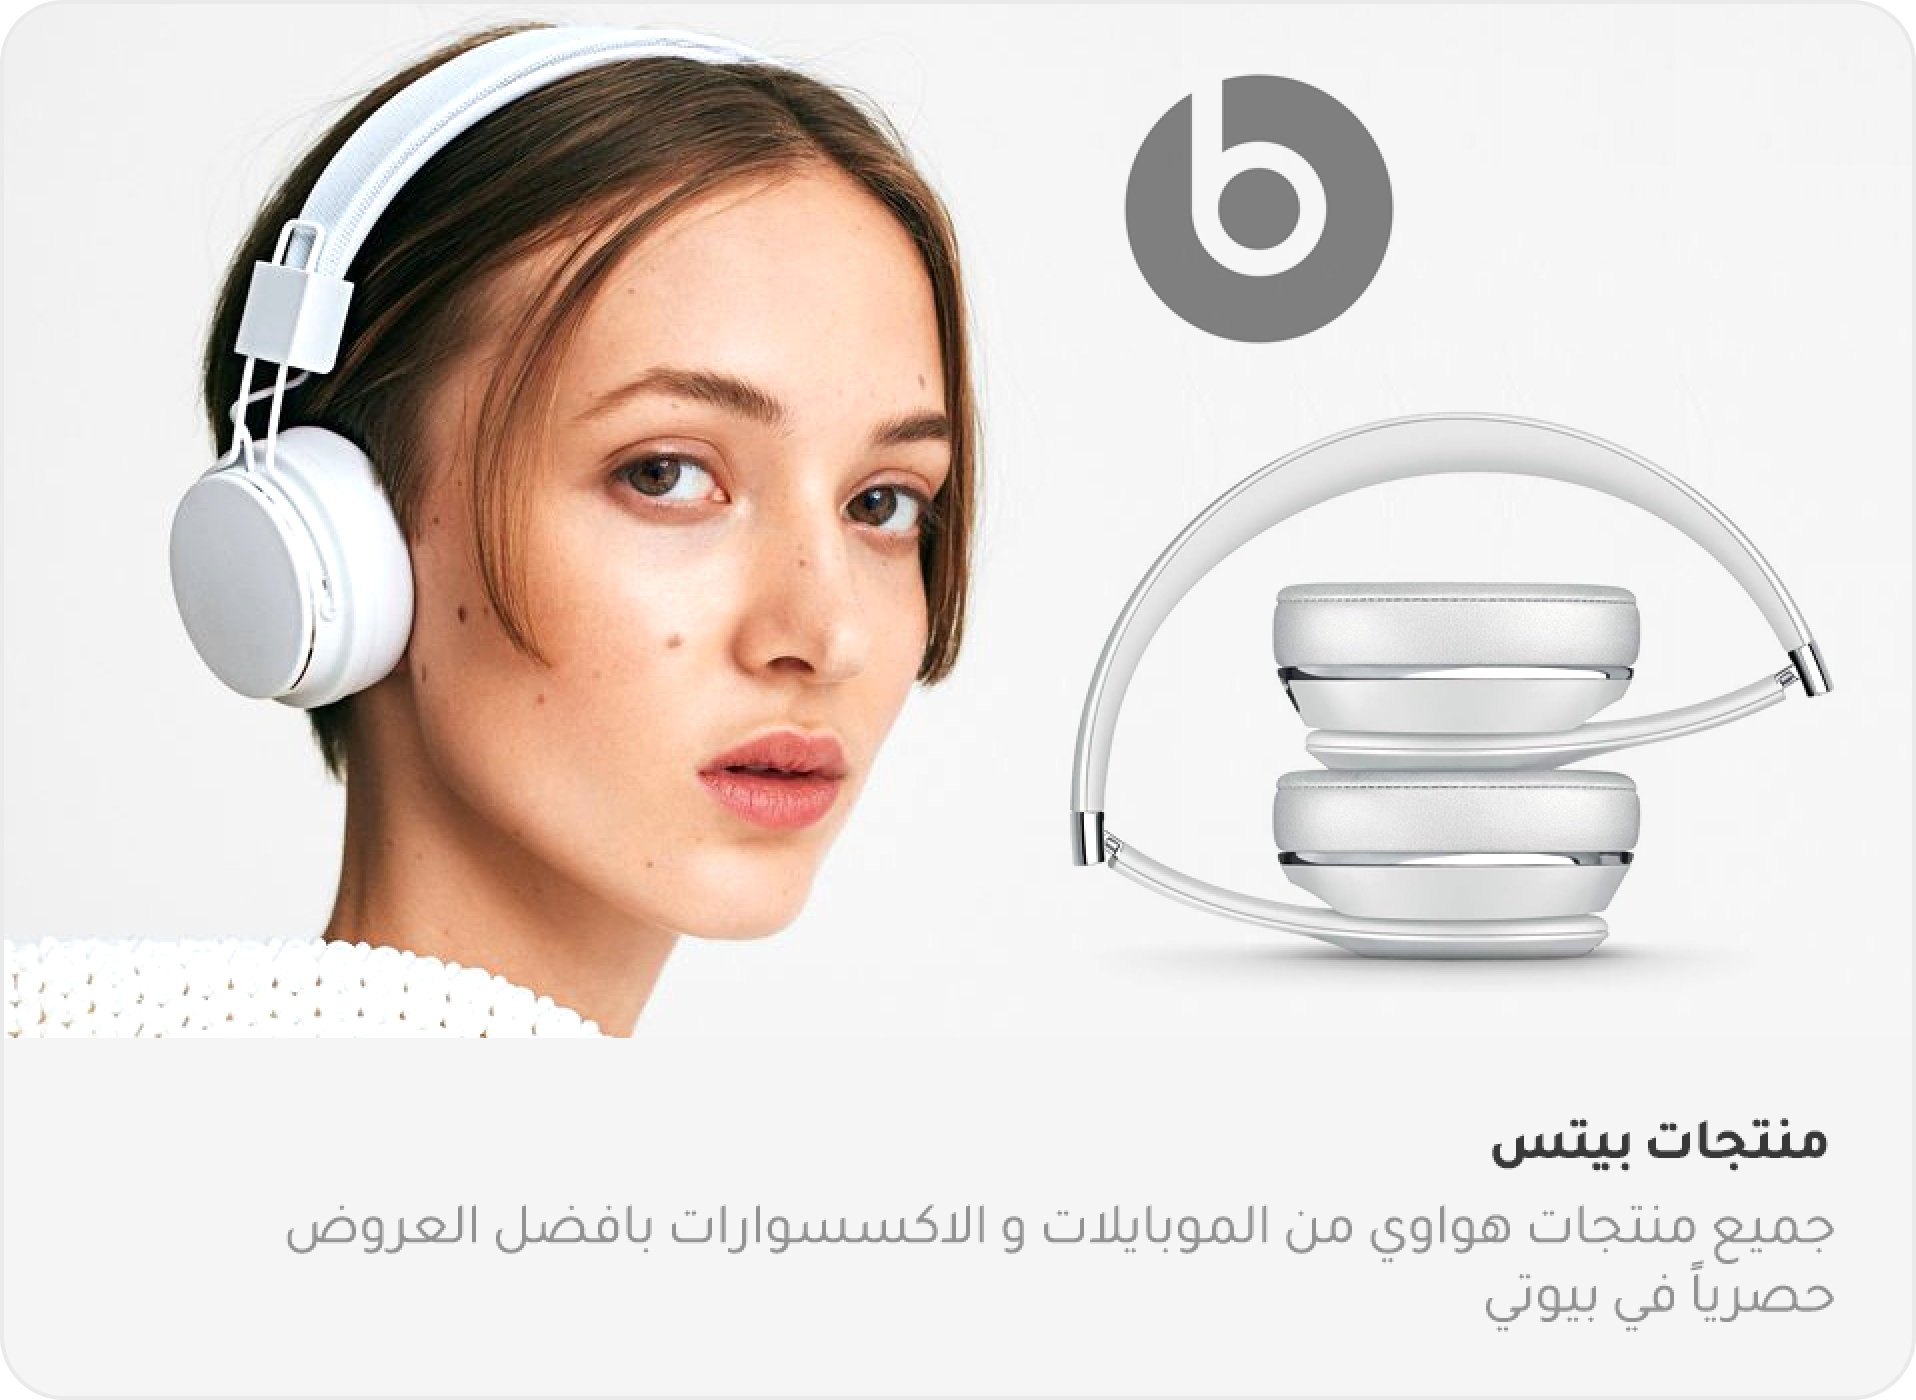 b
منتجات بيتس
جميع منتجات هواوي من الموبايلات و الاكسسوارات بافضل العروض
حصرياً في بيوتي